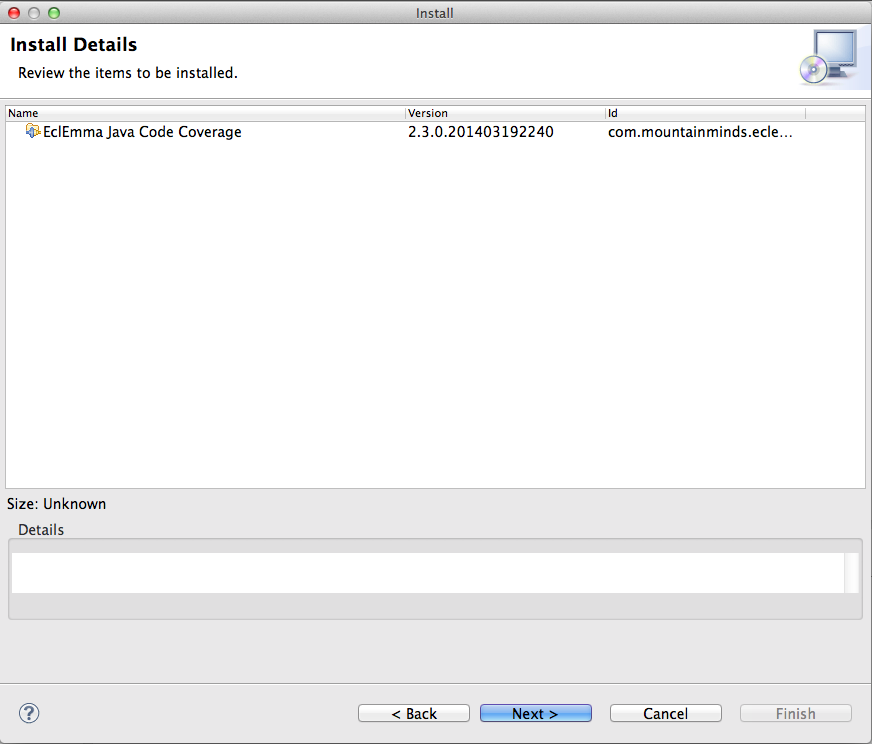 Install
Install Details
Review the items to be installed.
Name Version Id
EclEmma Java Code Coverage 2.3.0.201403192240 com.mountainminds.ecle...
Size: Unknown
Details
? < Back Next > Cancel Finish